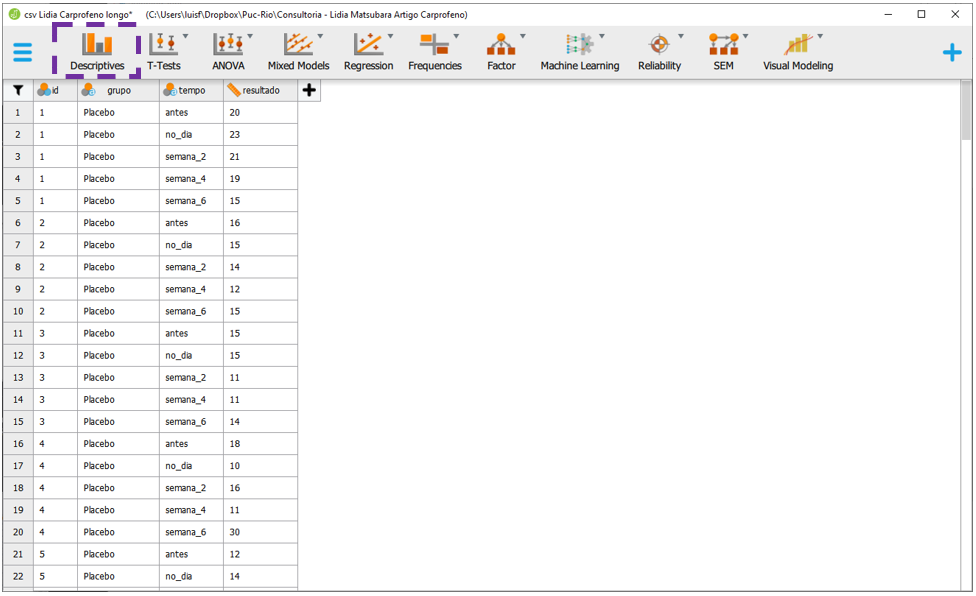 csv Lidia Carprofeno longo* (C:\Users\luisf\Dropbox\Puc-Rio\Consultoria - Lidia Matsubara Artigo Carprofeno)
Descriptives T-Tests ANOVA Mixed Models Regression Frequencies Factor Machine Learning Reliability SEM Visual Modeling
id grupo tempo resultado
1 1 Placebo antes 20
2 1 Placebo no_dia 23
3 1 Placebo semana_2 21
4 1 Placebo semana_4 19
5 1 Placebo semana_6 15
6 2 Placebo antes 16
7 2 Placebo no_dia 15
8 2 Placebo semana_2 14
9 2 Placebo semana_4 12
10 2 Placebo semana_6 15
11 3 Placebo antes 15
12 3 Placebo no_dia 15
13 3 Placebo semana_2 11
14 3 Placebo semana_4 11
15 3 Placebo semana_6 14
16 4 Placebo antes 18
17 4 Placebo no_dia 10
18 4 Placebo semana_2 16
19 4 Placebo semana_4 11
20 4 Placebo semana_6 30
21 5 Placebo antes 12
22 5 Placebo no_dia 14